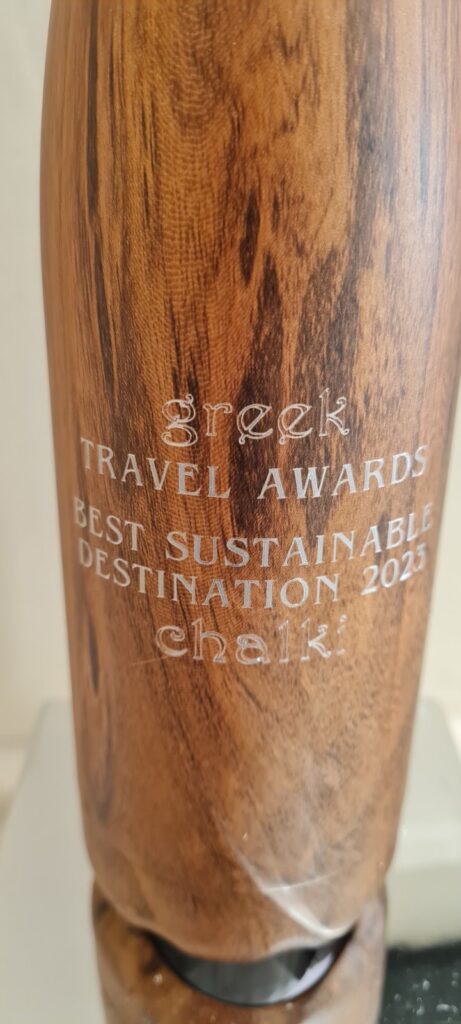 greek
TRAVEL AWARDS
BEST SUSTAINABLE
DESTINATION 2023
chalki